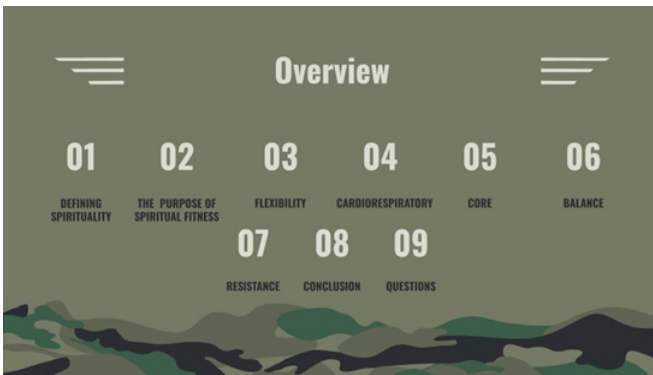 Overview
01
02
03
04
05
06
DEFINING
SPIRITUALITY
THE PURPOSE OF
SPIRITUAL FITNESS
FLEXIBILITY
CARDIORESPIRATORY
CORE
BALANCE
07
08
09
RESISTANCE
CONCLUSION
QUESTIONS